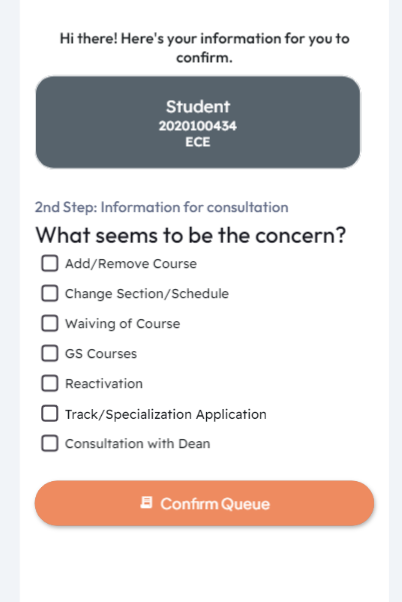 Hi there! Here's your information for you to
confirm.
Student
2020100434
ECE
2nd Step: Information for consultation
What seems to be the concern?
Add/Remove Course
Change Section/Schedule
Waiving of Course
GS Courses
Reactivation
Track/Specialization Application
Consultation with Dean
Confirm Queue